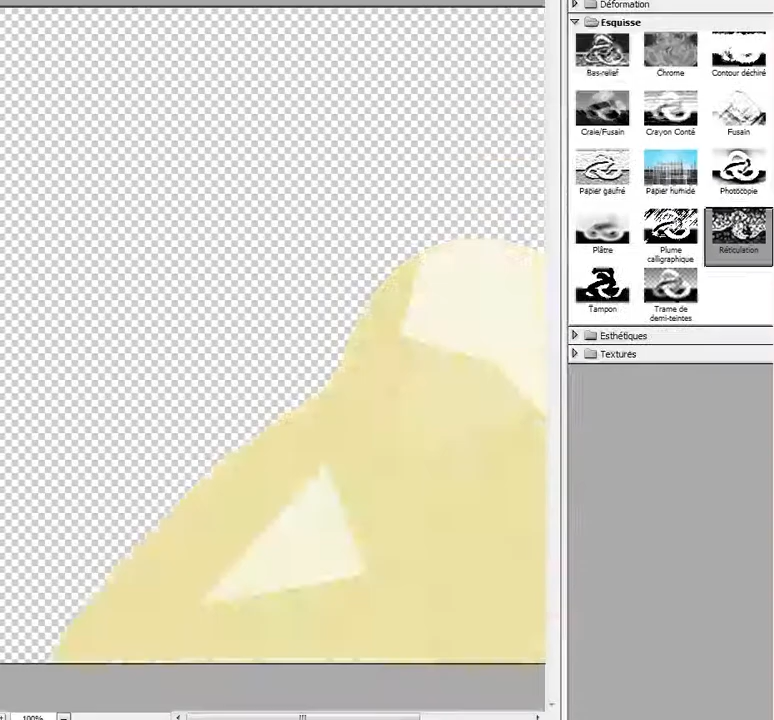 Déformation
Esquisse
Bas-relief
Chrome
Contour déchiré
Craie/Fusain
Crayon Conté
Fusain
Papier gaufré
Papier humide
Photocopie
Plâtre
Plume
calligraphique
Réticulation
Tampon
Trame de
demi-teintes
Esthétiques
Textures
100%